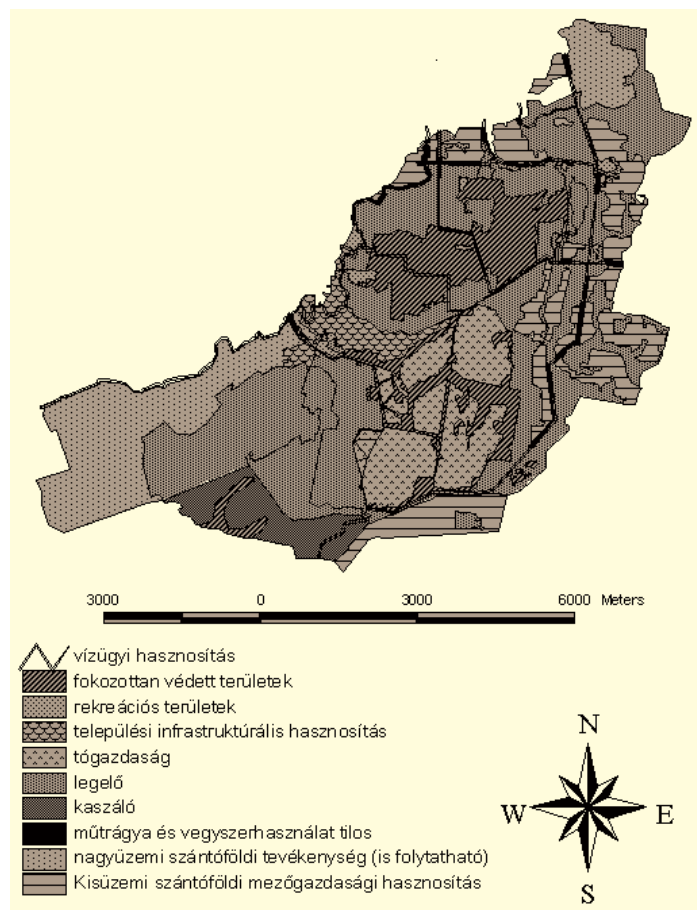 3000 0 3000 6000 Meters
vízügyi hasznosítás
fokozottan védett területek
rekreációs területek
települési infrastruktúrális hasznosítás
tógazdaság
legelő
kaszáló
műtrágya és vegyszerhasználat tilos
nagyüzemi szántóföldi tevékenység (is folytatható)
Kisüzemi szántóföldi mezőgazdasági hasznosítás
N
W E
S